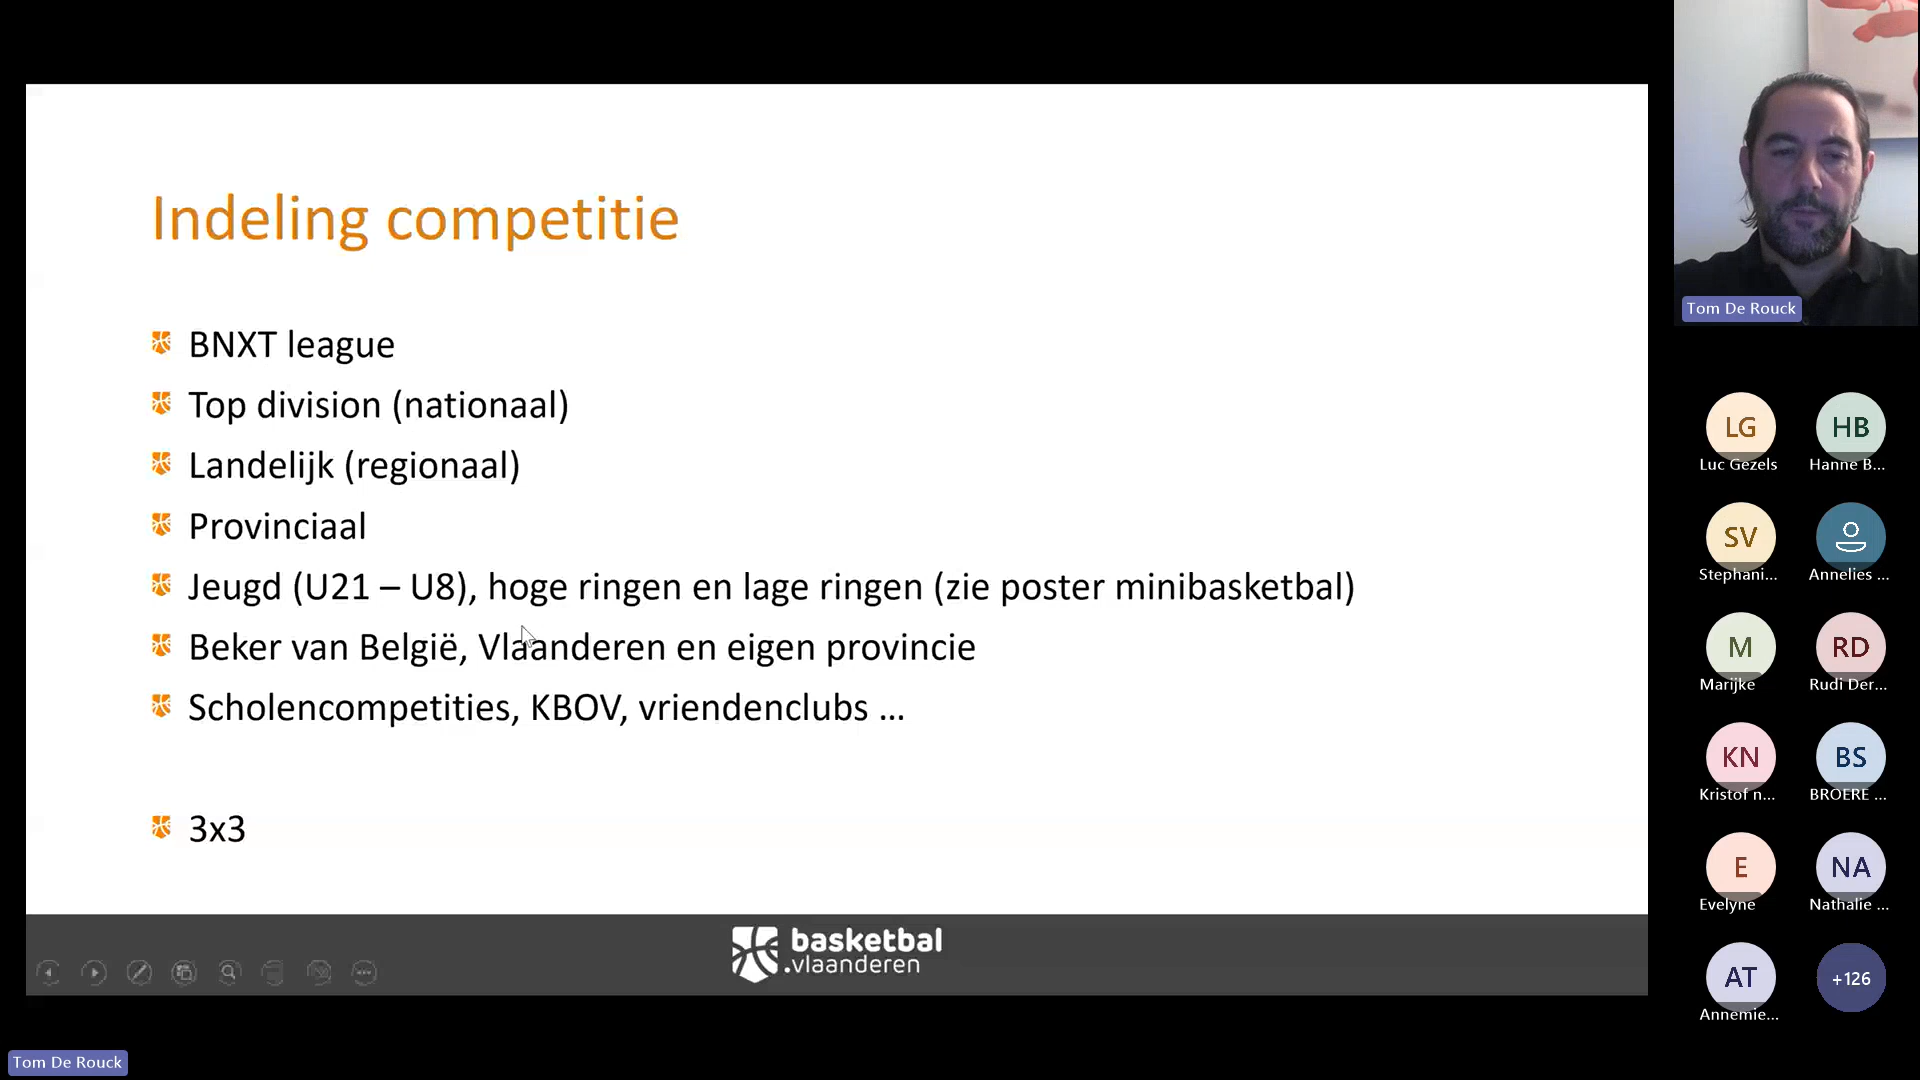 Indeling competitie
BNXT league
Top division (nationaal)
Landelijk (regionaal)
Provinciaal
Jeugd (U21 – U8), hoge ringen en lage ringen (zie poster minibasketbal)
Beker van België, Vlaanderen en eigen provincie
Scholencompetities, KBOV, vriendenclubs ...
3x3
basketbal
.vlaanderen
Tom De Rouck
LG
HB
Luc Gezels
Hanne B...
SV
Stephani...
Annelies ...
M
RD
Marijke
Rudi Der...
KN
BS
Kristof n...
BROERE ...
E
NA
Evelyne
Nathalie ...
AT
+126
Annemie...
Tom De Rouck